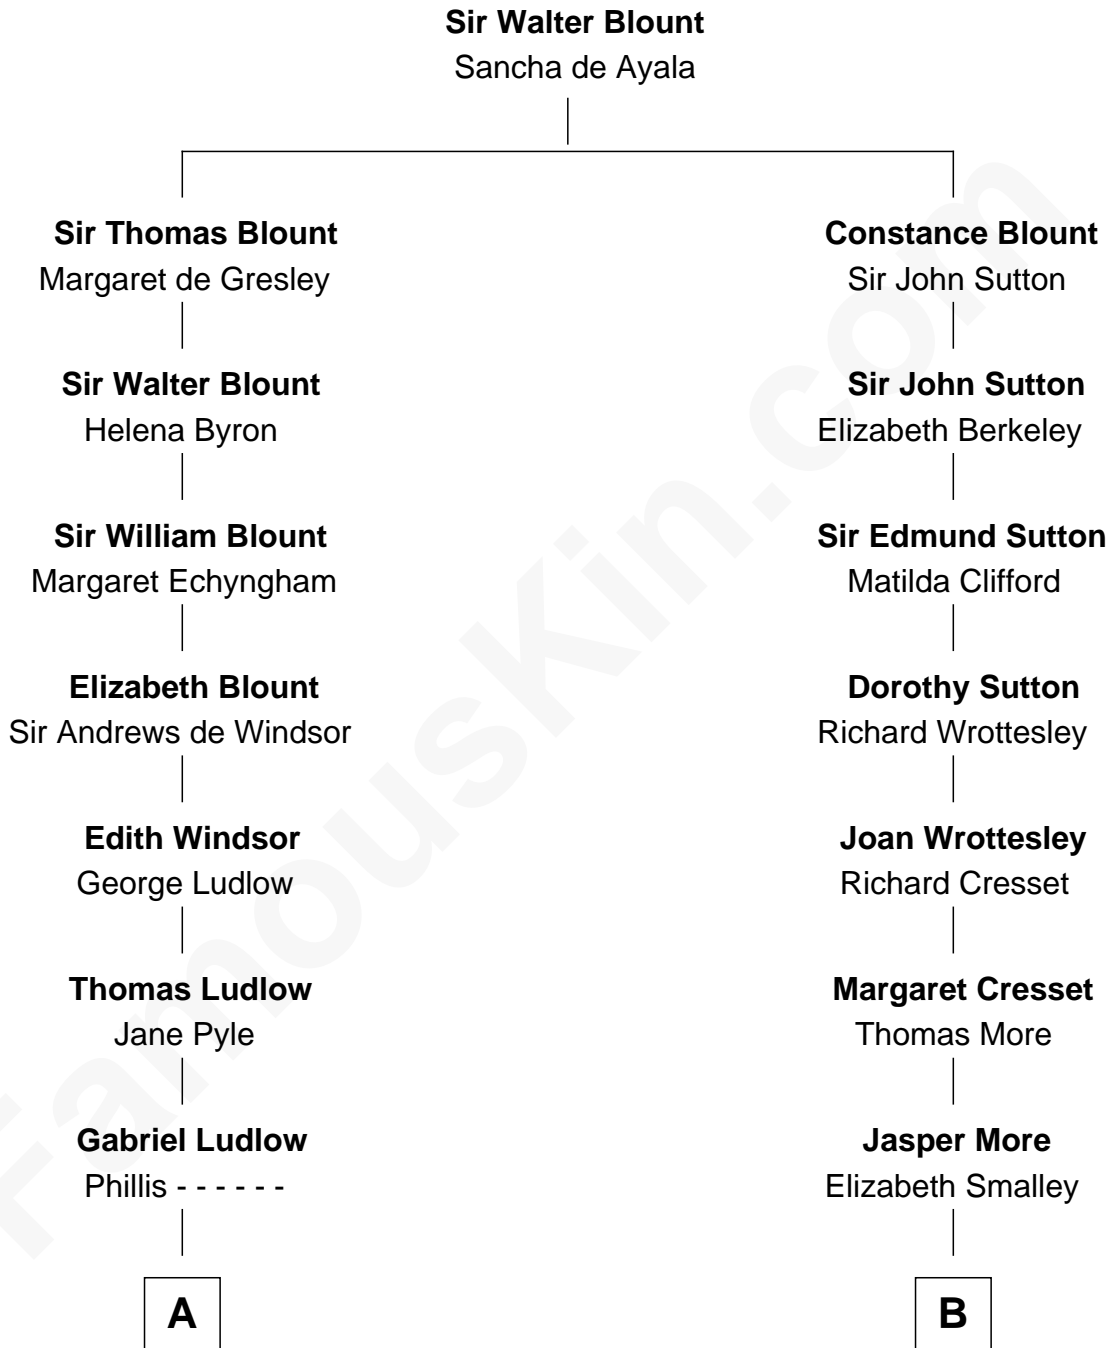 Sir Walter Blount
Sancha de Ayala
Sir Thomas Blount
Margaret de Gresley
Constance Blount
Sir John Sutton
Sir Walter Blount
Helena Byron
Sir John Sutton
Elizabeth Berkeley
Sir William Blount
Margaret Echyngham
Sir Edmund Sutton
Matilda Clifford
Elizabeth Blount
Sir Andrews de Windsor
Dorothy Sutton
Richard Wrottesley
Edith Windsor
George Ludlow
Joan Wrottesley
Richard Cresset
Thomas Ludlow
Jane Pyle
Margaret Cresset
Thomas More
Gabriel Ludlow
Phillis - - - - - -
Jasper More
Elizabeth Smalley
A
B
FamousKin.com